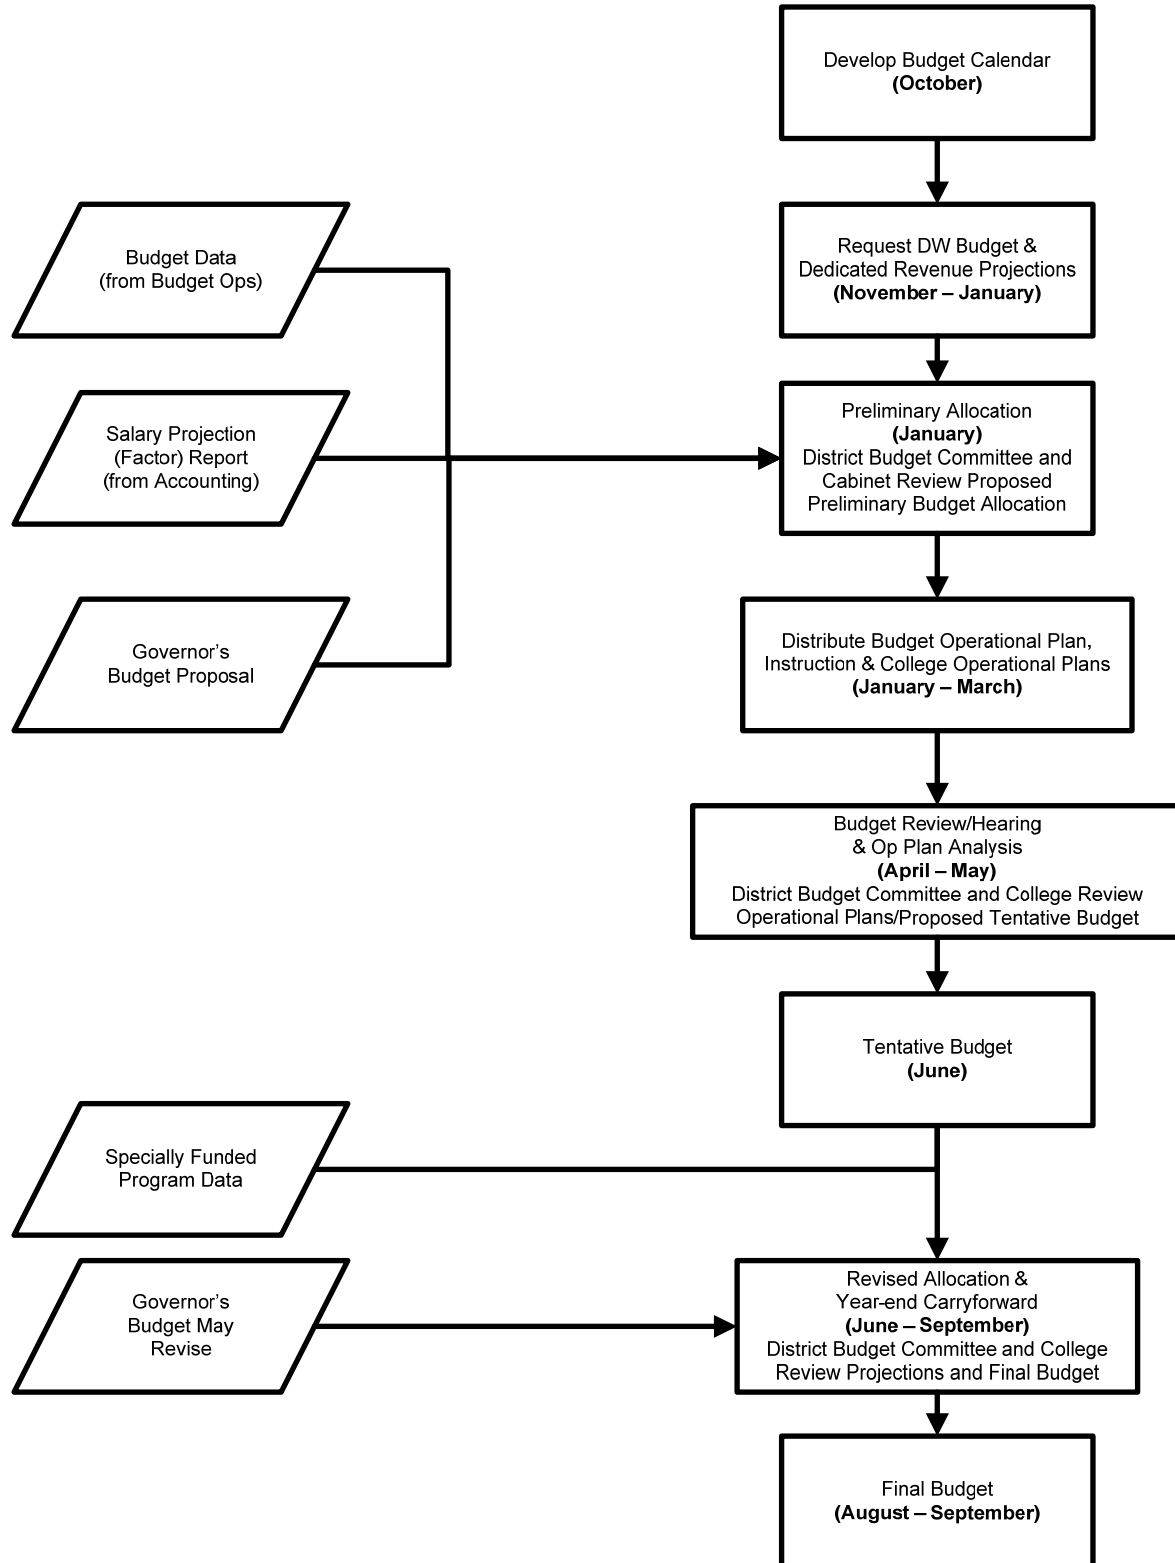 Develop Budget Calendar
(October)
Budget Data
(from Budget Ops)
Request DW Budget &
Dedicated Revenue Projections
(November – January)
Salary Projection
(Factor) Report
(from Accounting)
Preliminary Allocation
(January)
District Budget Committee and
Cabinet Review Proposed
Preliminary Budget Allocation
Governor’s
Budget Proposal
Distribute Budget Operational Plan,
Instruction & College Operational Plans
(January – March)
Budget Review/Hearing
& Op Plan Analysis
(April – May)
District Budget Committee and College Review
Operational Plans/Proposed Tentative Budget
Tentative Budget
(June)
Specially Funded
Program Data
Governor’s
Budget May
Revise
Revised Allocation &
Year-end Carryforward
(June – September)
District Budget Committee and College
Review Projections and Final Budget
Final Budget
(August – September)